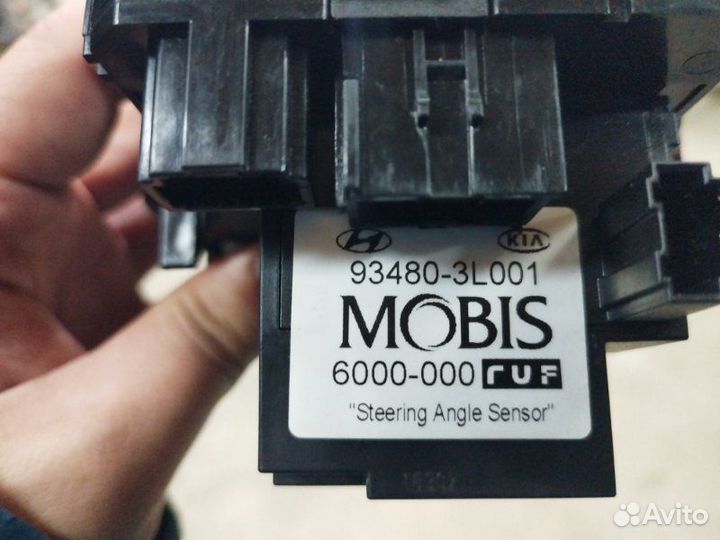 KIA
93480-3L001
MOBIS
6000-000 ruf
"Steering Angle Sensor"
Avito